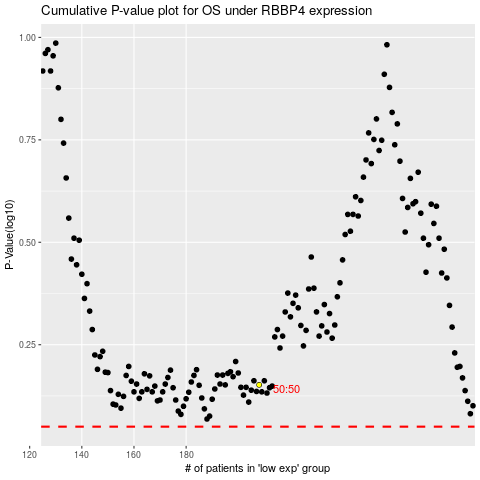 Cumulative P-value plot for OS under RBBP4 expression
P-Value(log10)
1.00
0.75
0.50
0.25
50:50
120 140 160 180
# of patients in 'low exp' group